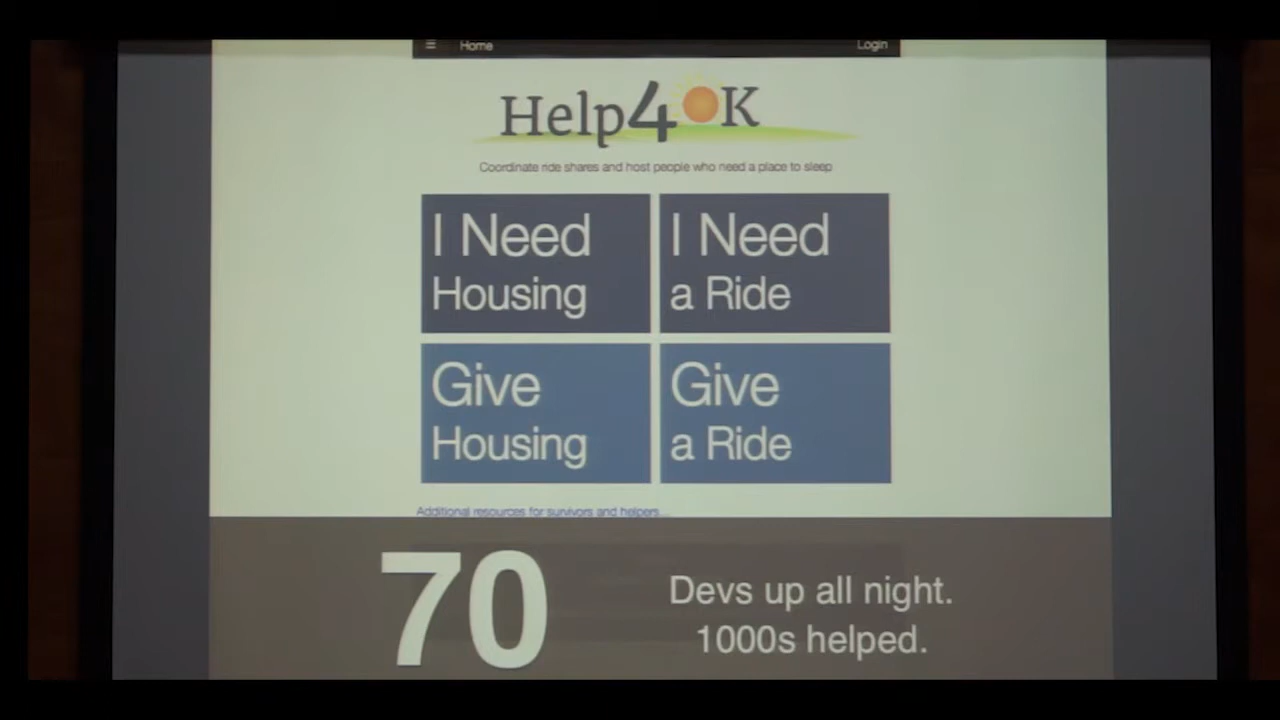 ☰ Home Login
Help4OK
Coordinate ride shares and host people who need a place to sleep
I Need
Housing
I Need
a Ride
Give
Housing
Give
a Ride
Additional resources for survivors and helpers...
70
Devs up all night.
1000s helped.